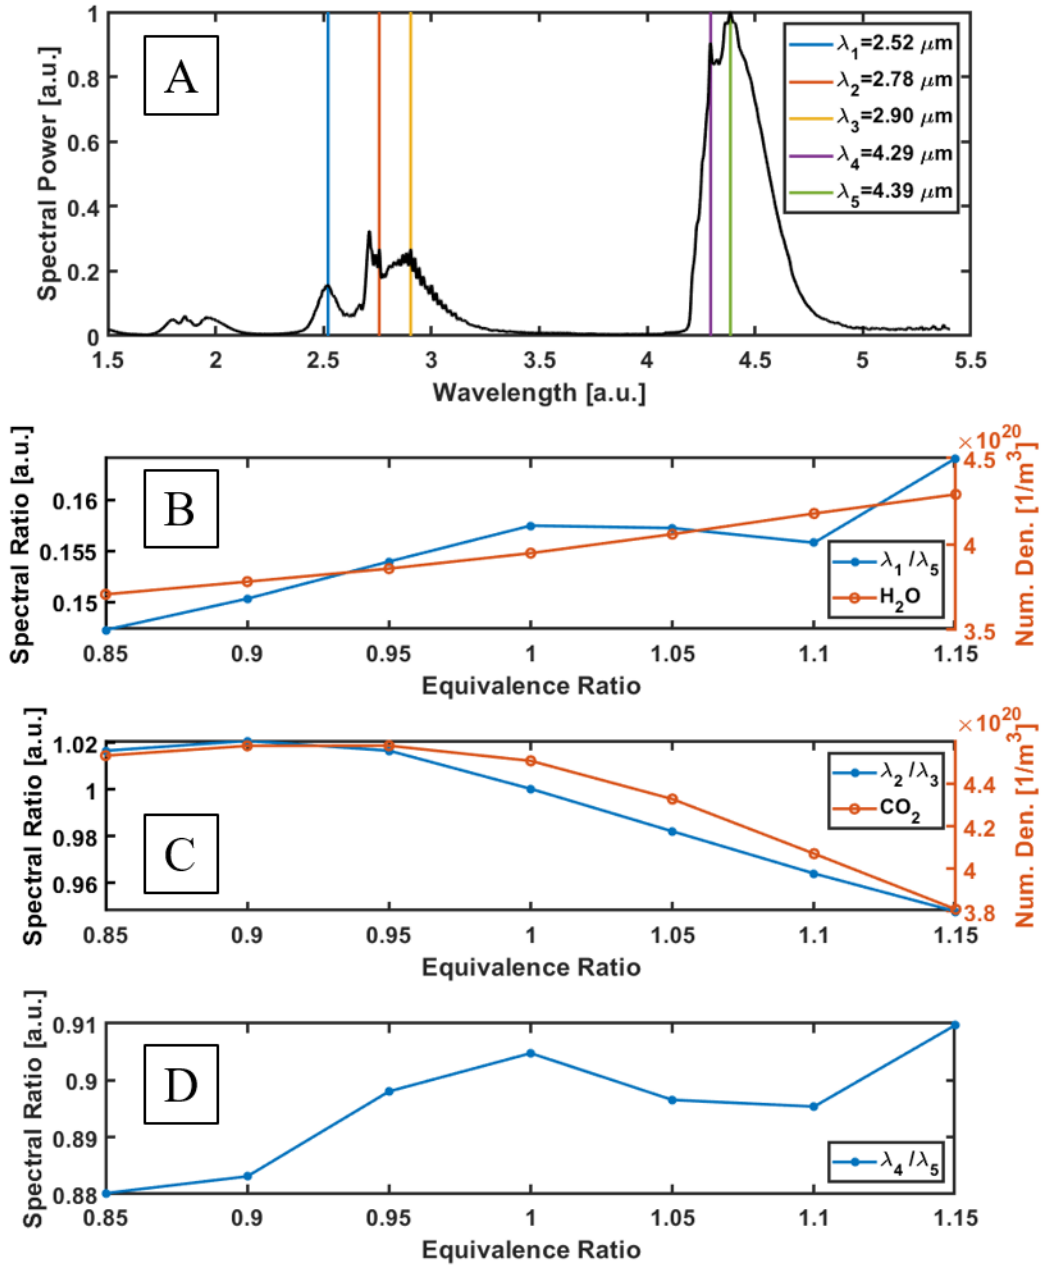 A
Spectral Power [a.u.]
1
0.8
0.6
0.4
0.2
0
1.5 2 2.5 3 3.5 4 4.5 5 5.5
Wavelength [a.u.]
λ1=2.52 μm
λ2=2.78 μm
λ3=2.90 μm
λ4=4.29 μm
λ5=4.39 μm
B
Spectral Ratio [a.u.]
0.16
0.155
0.15
0.85 0.9 0.95 1 1.05 1.1 1.15
Equivalence Ratio
×10^20
4.5
4
3.5
Num. Den. [1/m^3]
λ1/λ5
H2O
C
Spectral Ratio [a.u.]
1.02
1
0.98
0.96
0.85 0.9 0.95 1 1.05 1.1 1.15
Equivalence Ratio
×10^20
4.4
4.2
4
3.8
Num. Den. [1/m^3]
λ2/λ3
CO2
D
Spectral Ratio [a.u.]
0.91
0.9
0.89
0.88
0.85 0.9 0.95 1 1.05 1.1 1.15
Equivalence Ratio
λ4/λ5